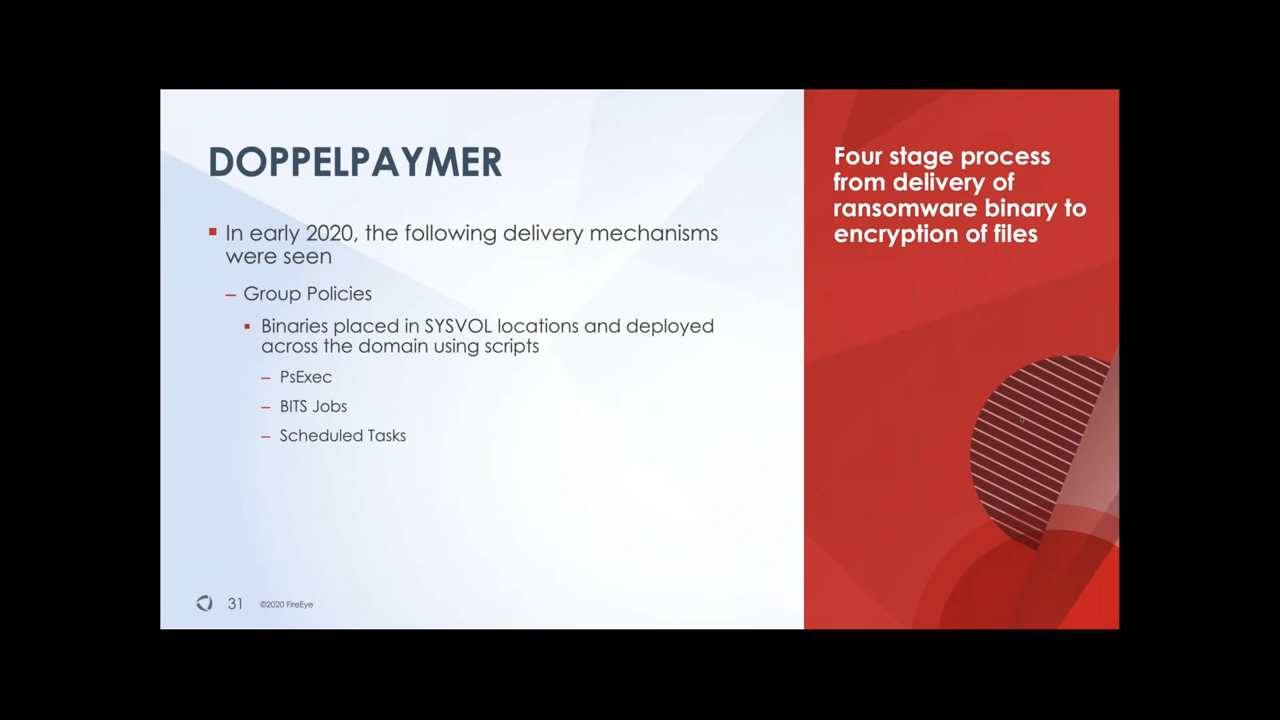 DOPPELPAYMER
▪ In early 2020, the following delivery mechanisms
were seen
– Group Policies
▪ Binaries placed in SYSVOL locations and deployed
across the domain using scripts
– PsExec
– BITS Jobs
– Scheduled Tasks
31 ©2020 FireEye
Four stage process
from delivery of
ransomware binary to
encryption of files